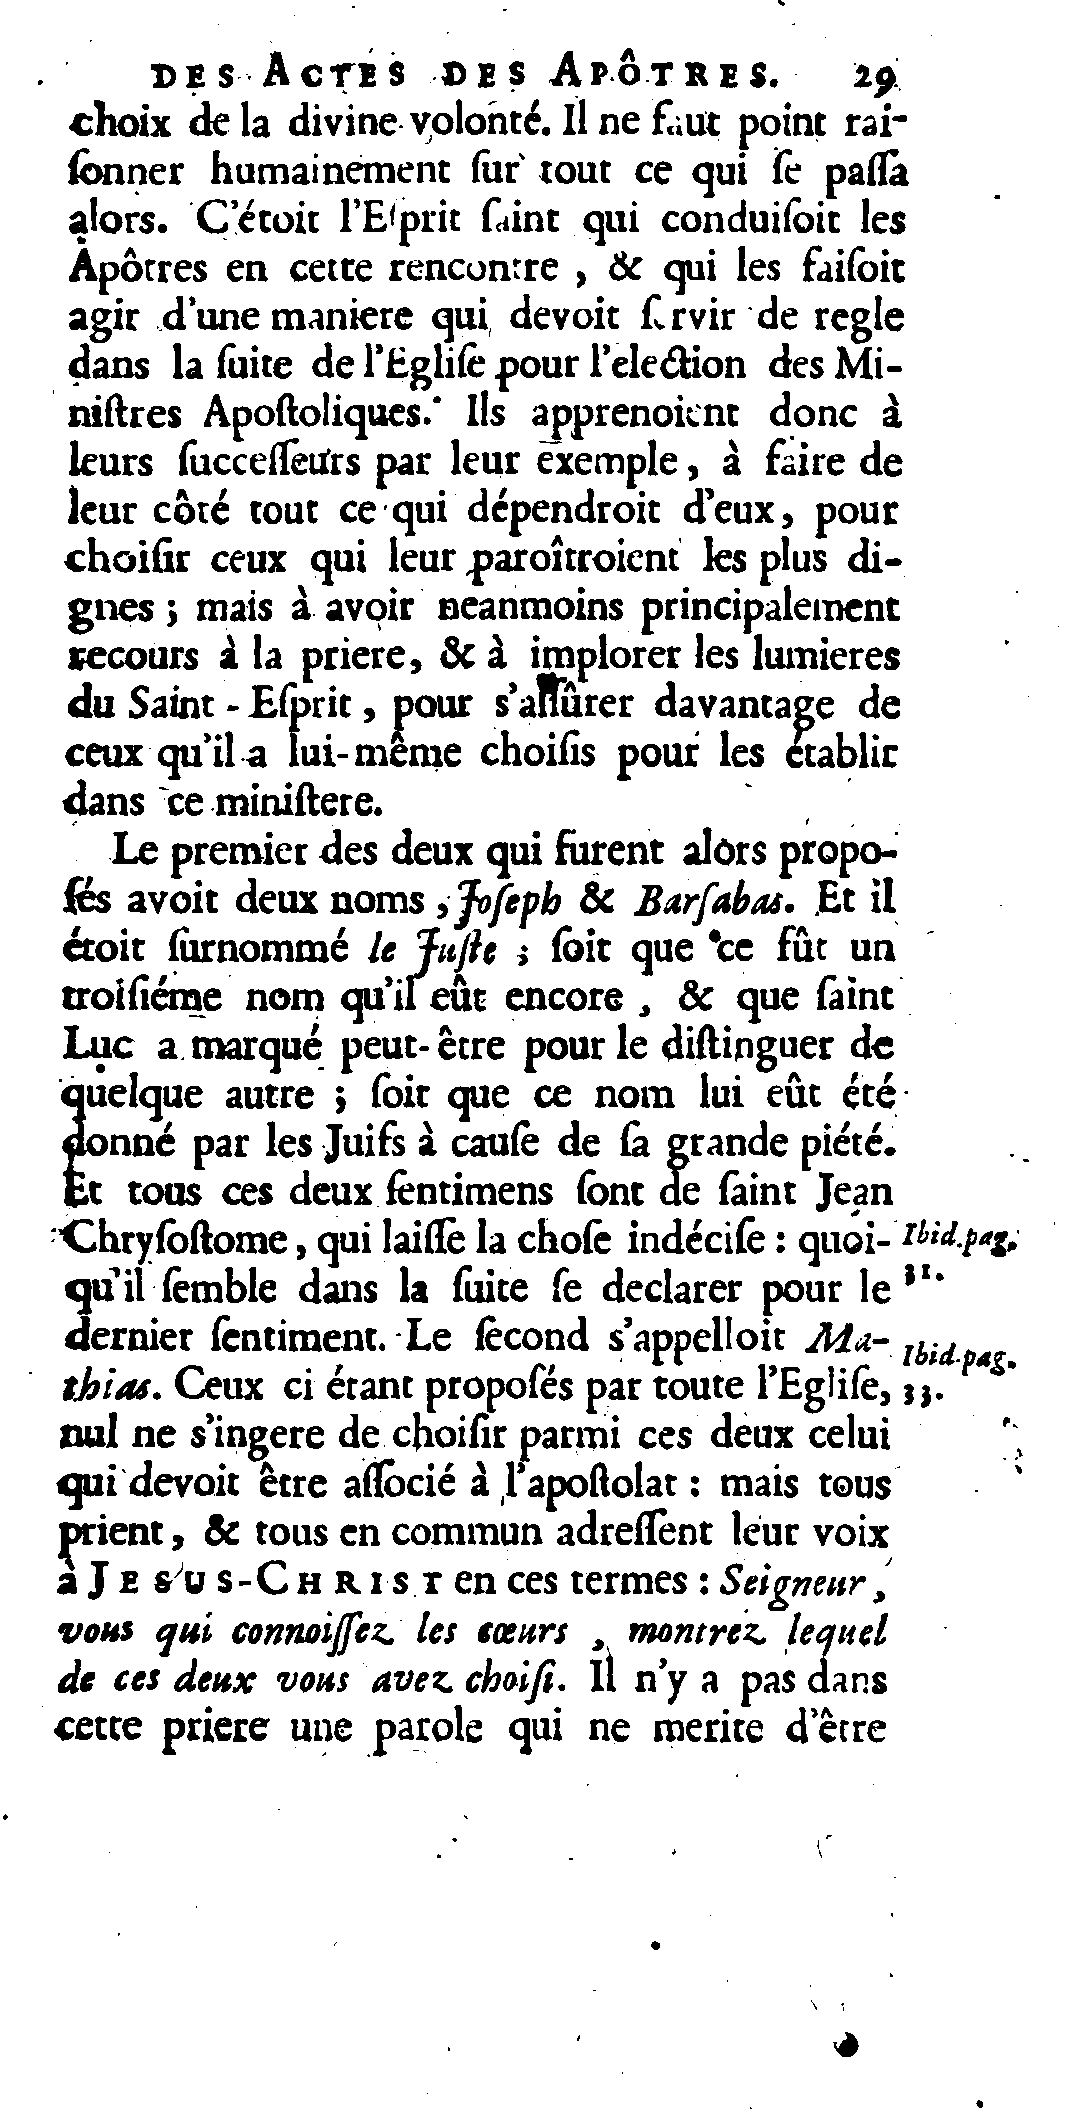 DES ACTES DES APÔTRES. 29
choix de la divine volonté. Il ne faut point rai-
ſonner humainement ſur tout ce qui ſe paſſa
alors. C'étoit l'Eſprit ſaint qui conduiſoit les
Apôtres en cette rencontre, & qui les faiſoit
agir d'une maniere qui devoit ſervir de regle
dans la ſuite de l'Egliſe pour l'election des Mi-
niſtres Apoſtoliques. Ils apprenoient donc à
leurs ſucceſſeurs par leur exemple, à faire de
leur côté tout ce qui dépendroit d'eux, pour
choiſir ceux qui leur paroîtroient les plus di-
gnes ; mais à avoir neanmoins principalement
recours à la priere, & à implorer les lumieres
du Saint-Eſprit, pour s'aſſûrer davantage de
ceux qu'il a lui-même choiſis pour les établir
dans ce miniſtere.
Le premier des deux qui furent alors propo-
ſés avoit deux noms, Joſeph & Barſabas. Et il
étoit ſurnommé le Juſte ; ſoit que ce fût un
troiſiéme nom qu'il eût encore, & que ſaint
Luc a marqué peut-être pour le diſtinguer de
quelque autre ; ſoit que ce nom lui eût été
donné par les Juifs à cauſe de ſa grande piété.
Et tous ces deux ſentimens ſont de ſaint Jean
Chryſoſtome, qui laiſſe la choſe indéciſe : quoi- Ibid. pag.
qu'il ſemble dans la ſuite ſe declarer pour le 31.
dernier ſentiment. Le ſecond s'appelloit Ma- Ibid. pag.
thias. Ceux ci étant propoſés par toute l'Egliſe, 33.
nul ne s'ingere de choiſir parmi ces deux celui
qui devoit être aſſocié à l'apoſtolat : mais tous
prient, & tous en commun adreſſent leur voix
à JESUS-CHRIST en ces termes : Seigneur,
vous qui connoiſſez les cœurs, montrez lequel
de ces deux vous avez choiſi. Il n'y a pas dans
cette priere une parole qui ne merite d'être